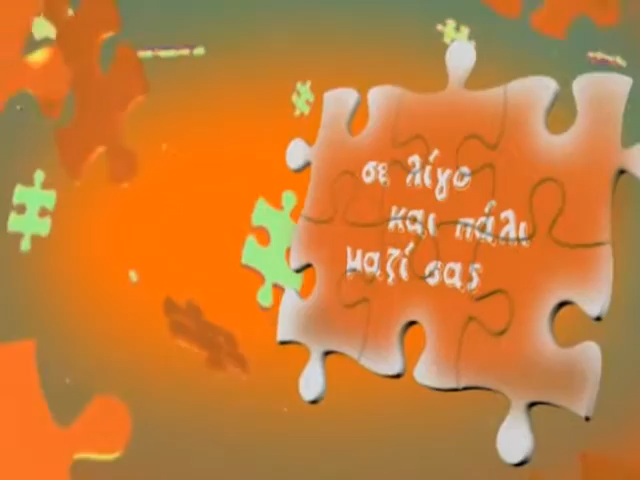 σε λίγο
και πάλι
μαζί σας